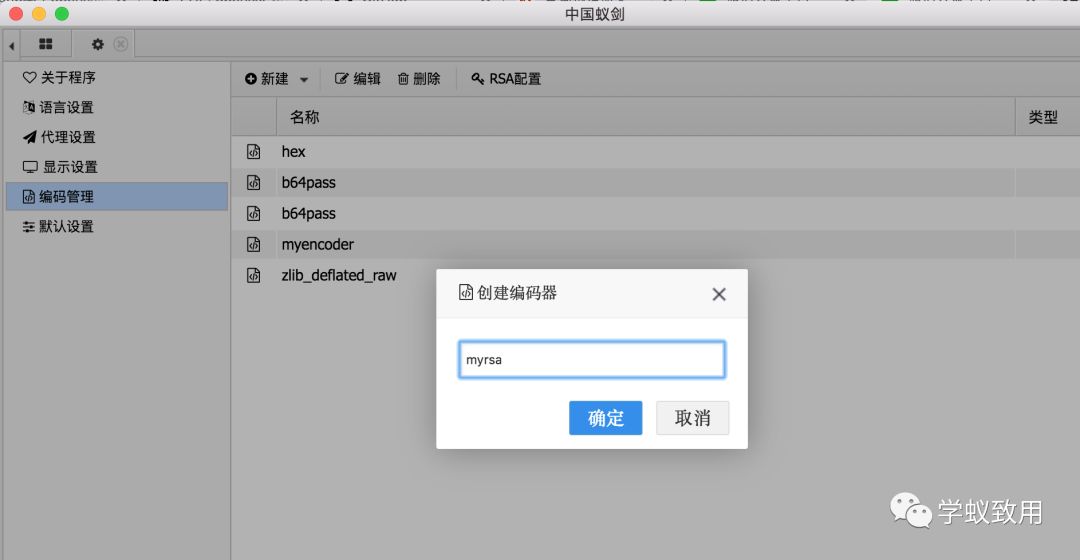 中国蚁剑
关于程序
语言设置
代理设置
显示设置
编码管理
默认设置
新建 编辑 删除 RSA配置
名称 类型
hex
b64pass
b64pass
myencoder
zlib_deflated_raw
创建编码器
myrsa
确定 取消
学蚁致用